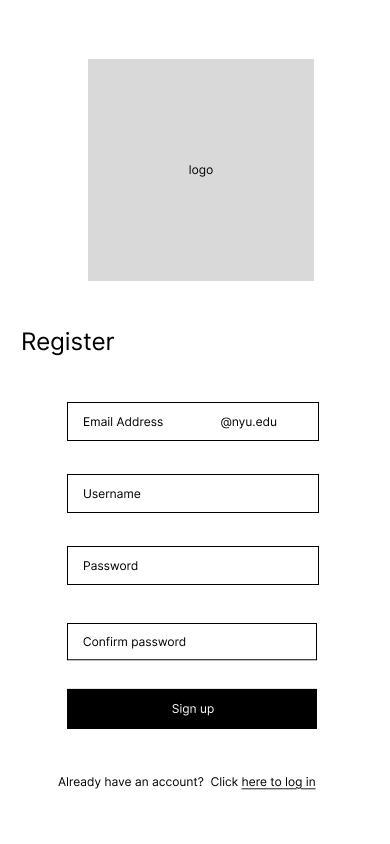 logo
Register
Email Address @nyu.edu
Username
Password
Confirm password
Sign up
Already have an account? Click here to log in